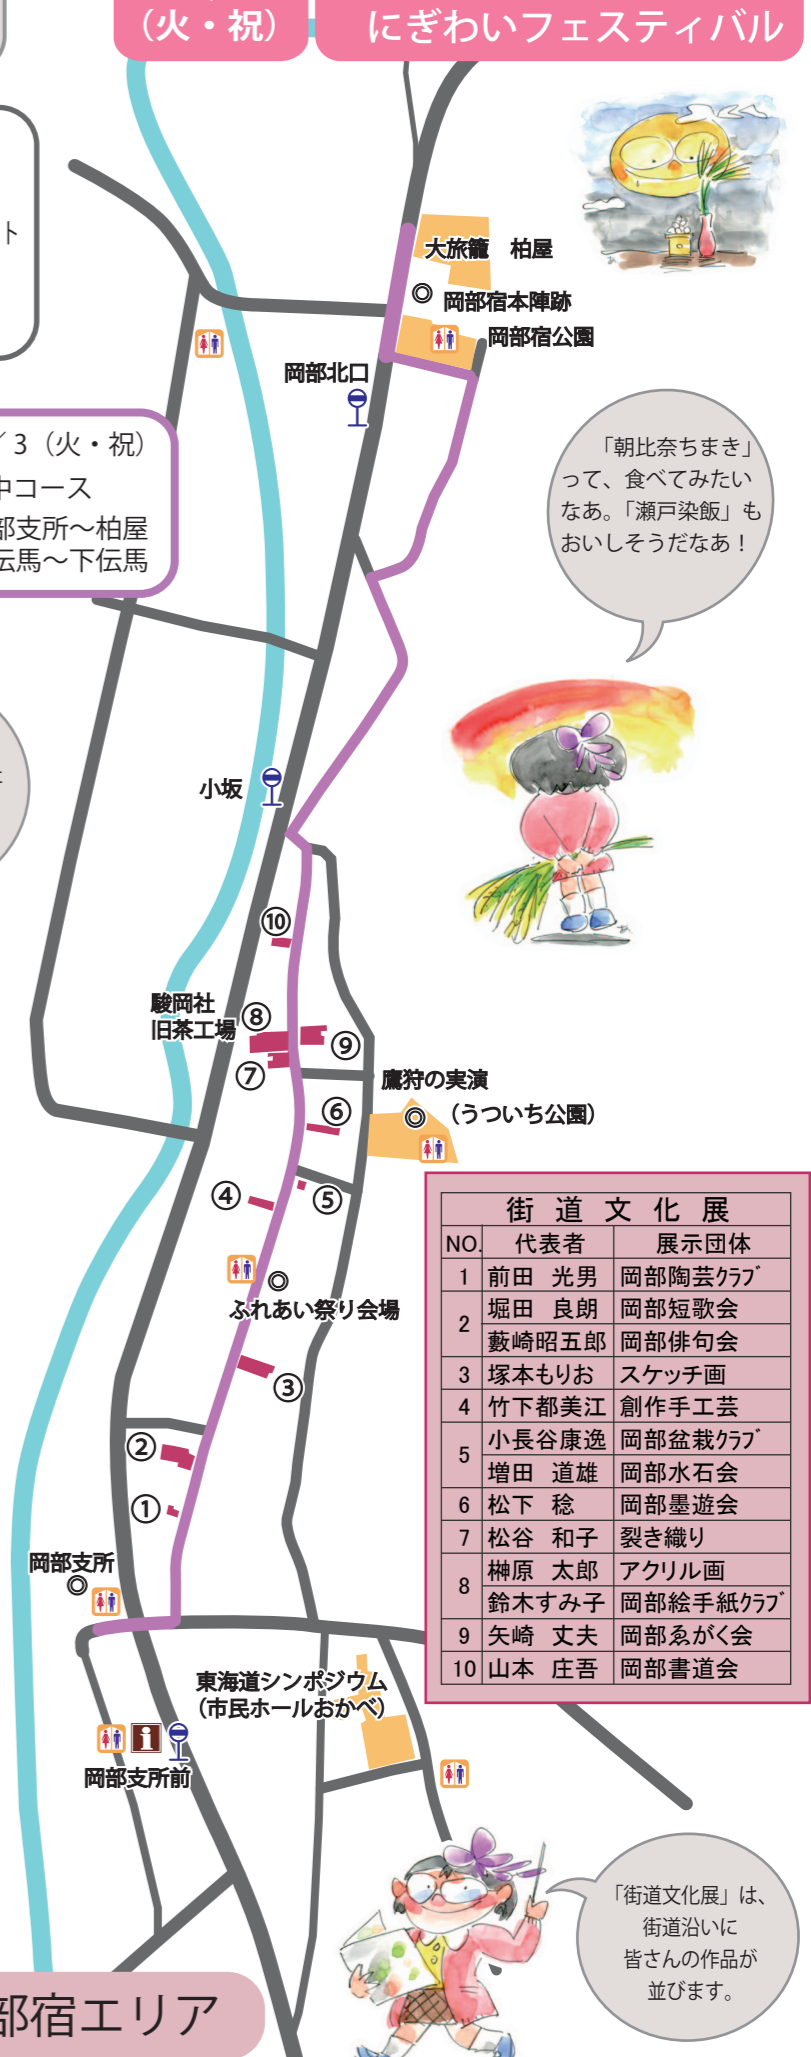 （火・祝）
にぎわいフェスティバル
ト
大旅籠　柏屋
岡部宿本陣跡
岡部宿公園
岡部北口
/ 3（火・祝）
中コース
部支所～柏屋
伝馬～下伝馬
「朝比奈ちまき」
って、食べてみたい
なあ。「瀬戸染飯」も
おいしそうだなあ！
小坂
⑩
駿岡社
旧茶工場
⑧
⑨
⑦
鷹狩の実演
（うついち公園）
⑥
④
⑤
ふれあい祭り会場
③
②
①
岡部支所
街 道 文 化 展
NO. 代表者 展示団体
1 前田　光男 岡部陶芸ｸﾗﾌﾞ
2 堀田　良朗 岡部短歌会
藪崎昭五郎 岡部俳句会
3 塚本もりお スケッチ画
4 竹下都美江 創作手工芸
5 小長谷康逸 岡部盆栽ｸﾗﾌﾞ
増田　道雄 岡部水石会
6 松下　稔 岡部墨遊会
7 松谷　和子 裂き織り
8 榊原　太郎 アクリル画
鈴木すみ子 岡部絵手紙ｸﾗﾌﾞ
9 矢崎　丈夫 岡部ゑがく会
10 山本　庄吾 岡部書道会
東海道シンポジウム
（市民ホールおかべ）
i
岡部支所前
「街道文化展」は、
街道沿いに
皆さんの作品が
並びます。
部宿エリア